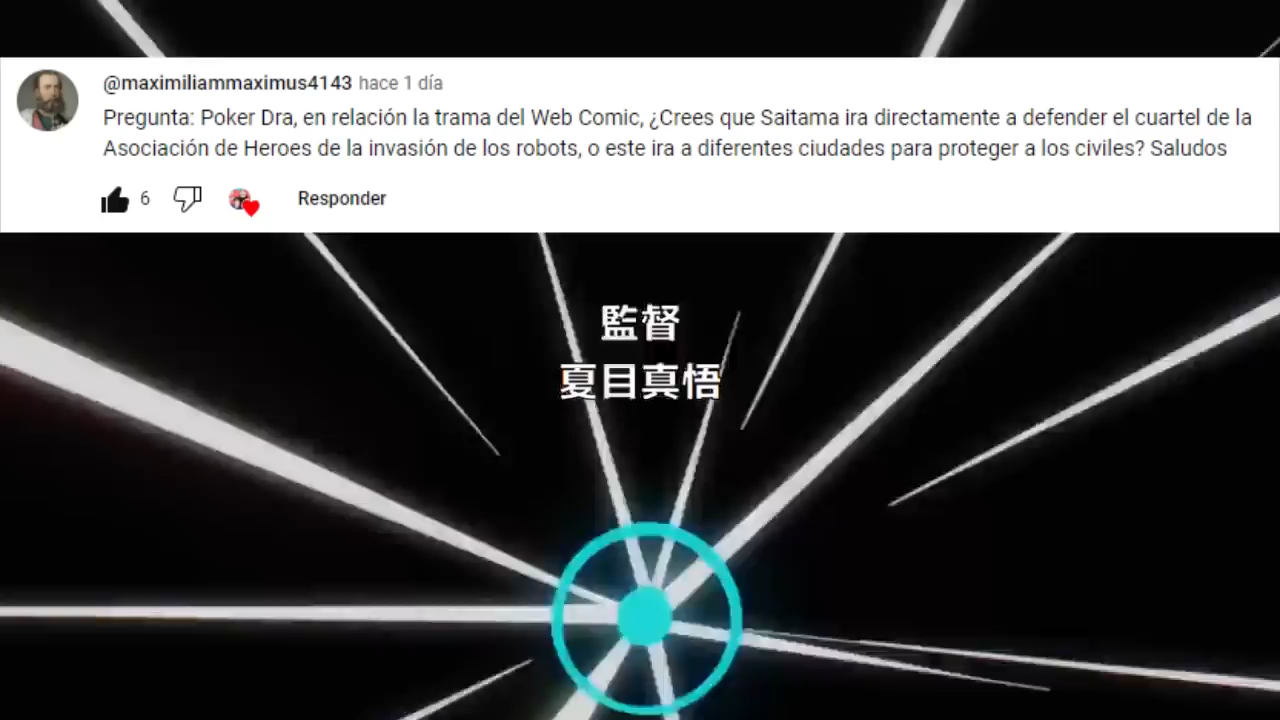 @maximiliammaximus4143 hace 1 día
Pregunta: Poker Dra, en relación la trama del Web Comic, ¿Crees que Saitama ira directamente a defender el cuartel de la
Asociación de Heroes de la invasión de los robots, o este ira a diferentes ciudades para proteger a los civiles? Saludos
6 Responder
監督
夏目真悟